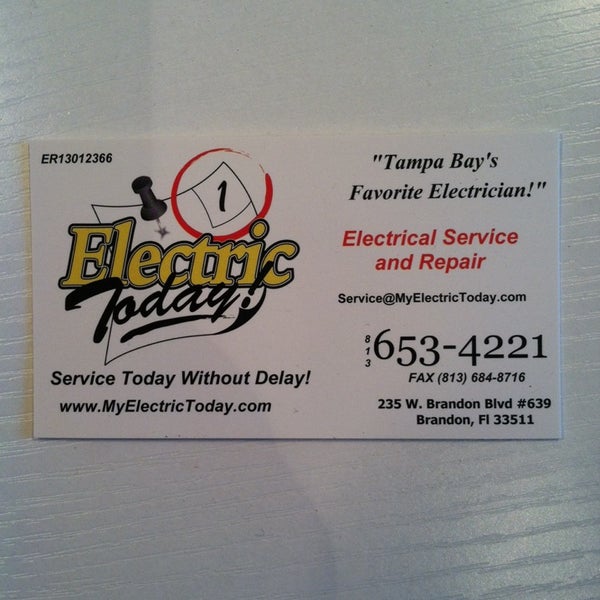 ER13012366
1
Electric
Today!
Service Today Without Delay!
www.MyElectricToday.com
"Tampa Bay's
Favorite Electrician!"
Electrical Service
and Repair
Service@MyElectricToday.com
813 653-4221
FAX (813) 684-8716
235 W. Brandon Blvd #639
Brandon, Fl 33511